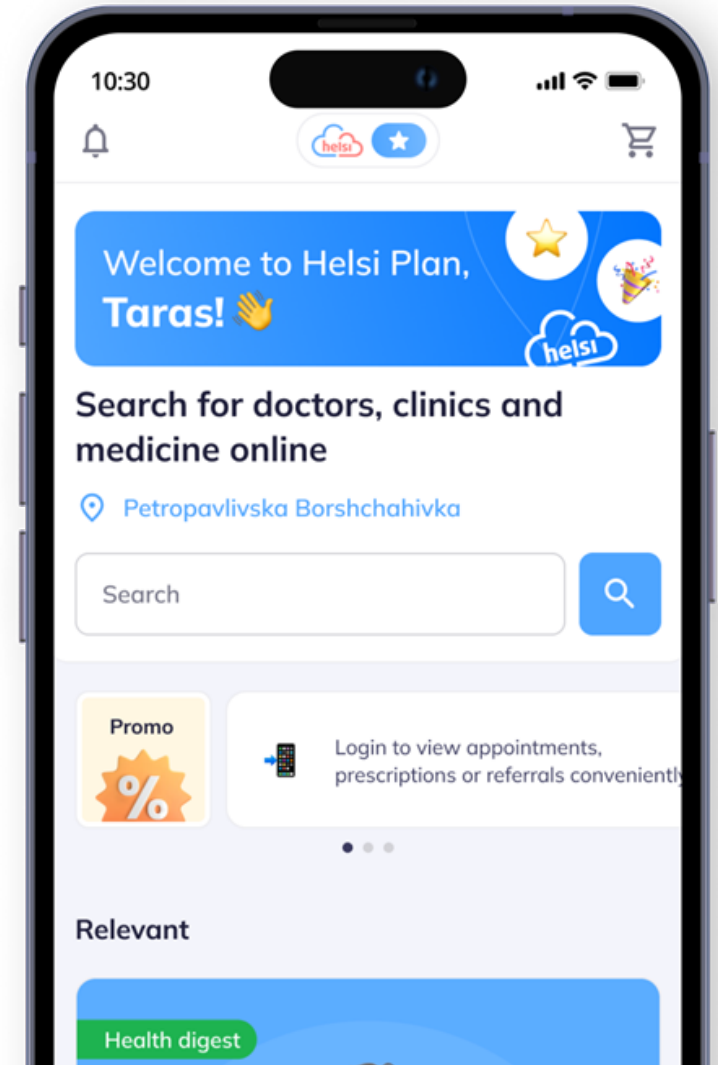 10:30
helsi
Welcome to Helsi Plan,
Taras!
helsi
Search for doctors, clinics and
medicine online
Petropavlivska Borshchahivka
Search
Promo
%
Login to view appointments,
prescriptions or referrals conveniently
Relevant
Health digest